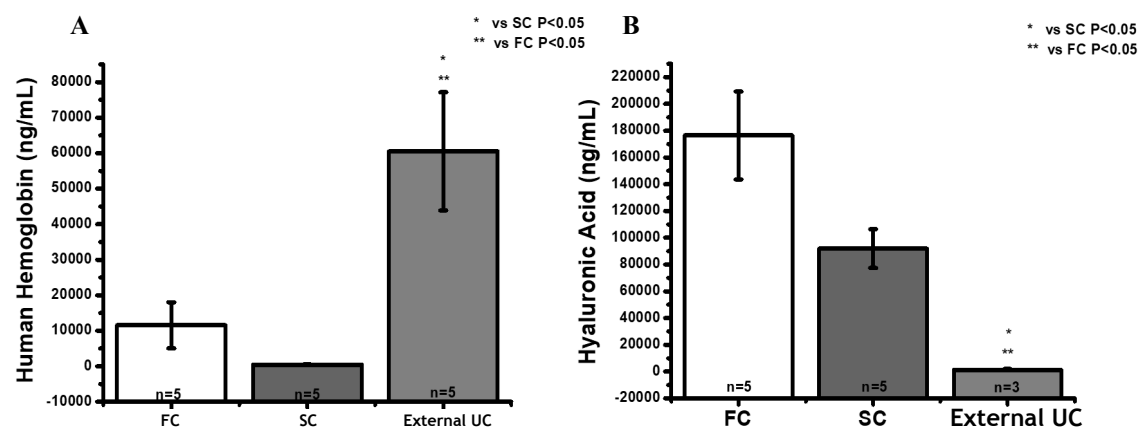 A
* vs SC P<0.05
** vs FC P<0.05
Human Hemoglobin (ng/mL)
80000
70000
60000
50000
40000
30000
20000
10000
0
-10000
*
**
n=5
n=5
n=5
FC
SC
External UC
B
* vs SC P<0.05
** vs FC P<0.05
Hyaluronic Acid (ng/mL)
220000
200000
180000
160000
140000
120000
100000
80000
60000
40000
20000
0
-20000
*
**
n=5
n=5
n=3
FC
SC
External UC